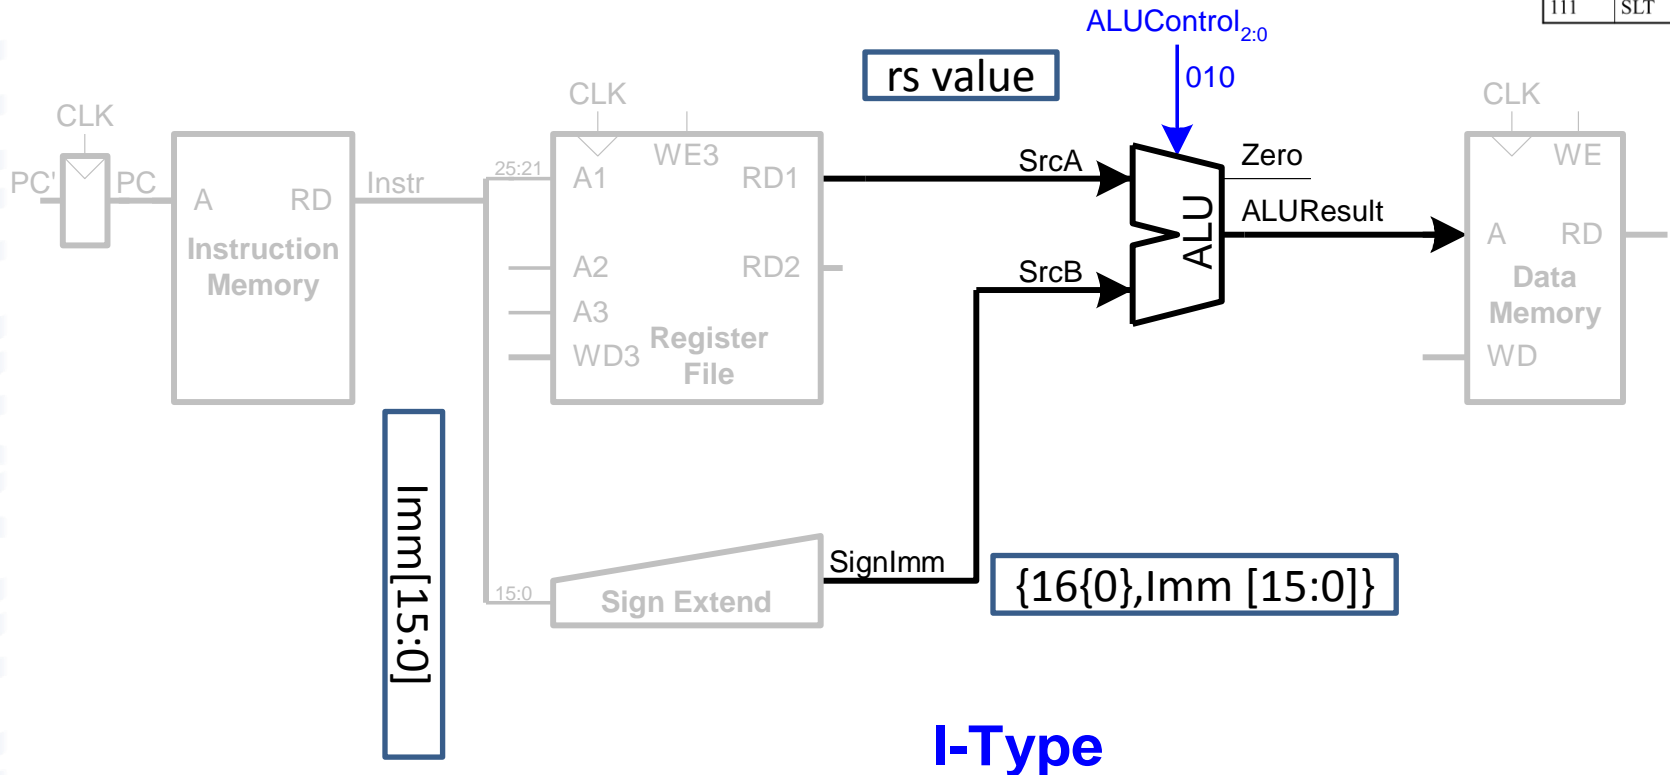 111 SLT
ALUControl2:0
rs value
010
CLK
CLK
CLK
PC'
PC
A
RD
Instruction
Memory
Instr
25:21
A1
WE3
RD1
A2
RD2
A3
WD3
Register
File
SrcA
SrcB
ALU
Zero
ALUResult
WE
A
RD
Data
Memory
WD
Imm[15:0]
15:0
Sign Extend
SignImm
{16{0},Imm [15:0]}
I-Type